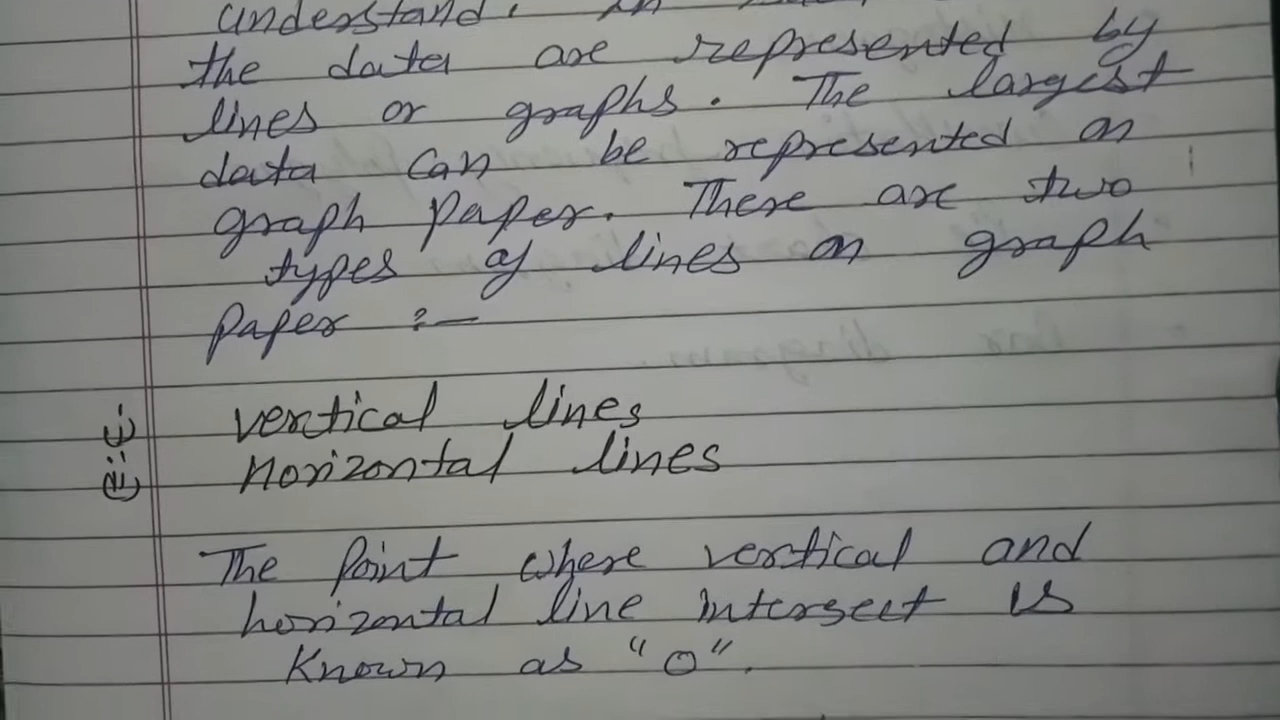 understand. In
the data are represented by
lines or graphs. The largest
data can be represented on
graph paper. There are two
types of lines on graph
paper :-
(i) vertical lines
(ii) Horizontal lines
The point where vertical and
horizontal line intersect is
known as "O".